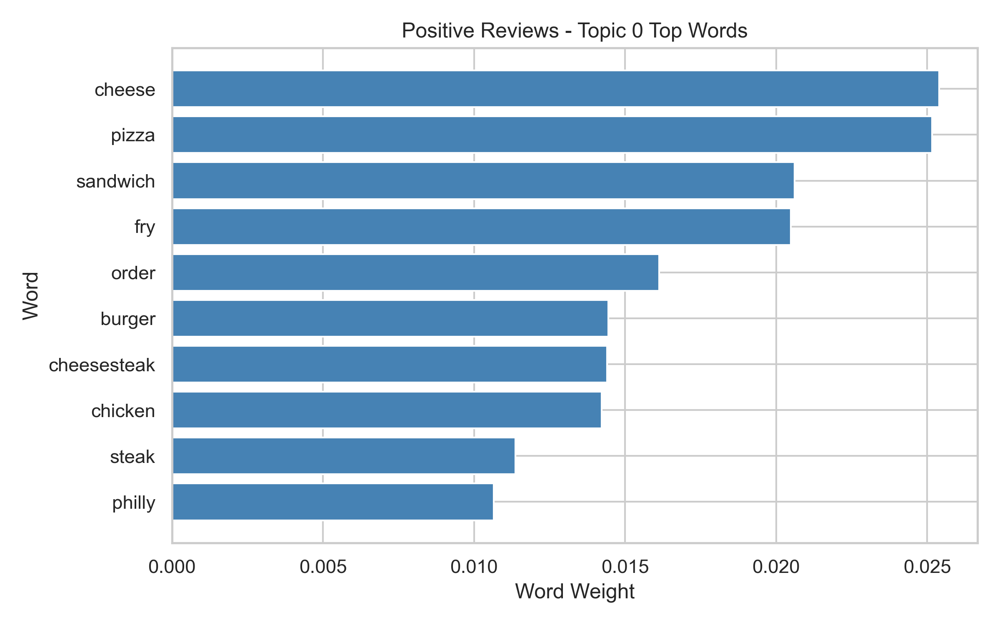 Positive Reviews - Topic 0 Top Words
cheese
pizza
sandwich
fry
order
burger
cheesesteak
chicken
steak
philly
Word
0.000 0.005 0.010 0.015 0.020 0.025
Word Weight